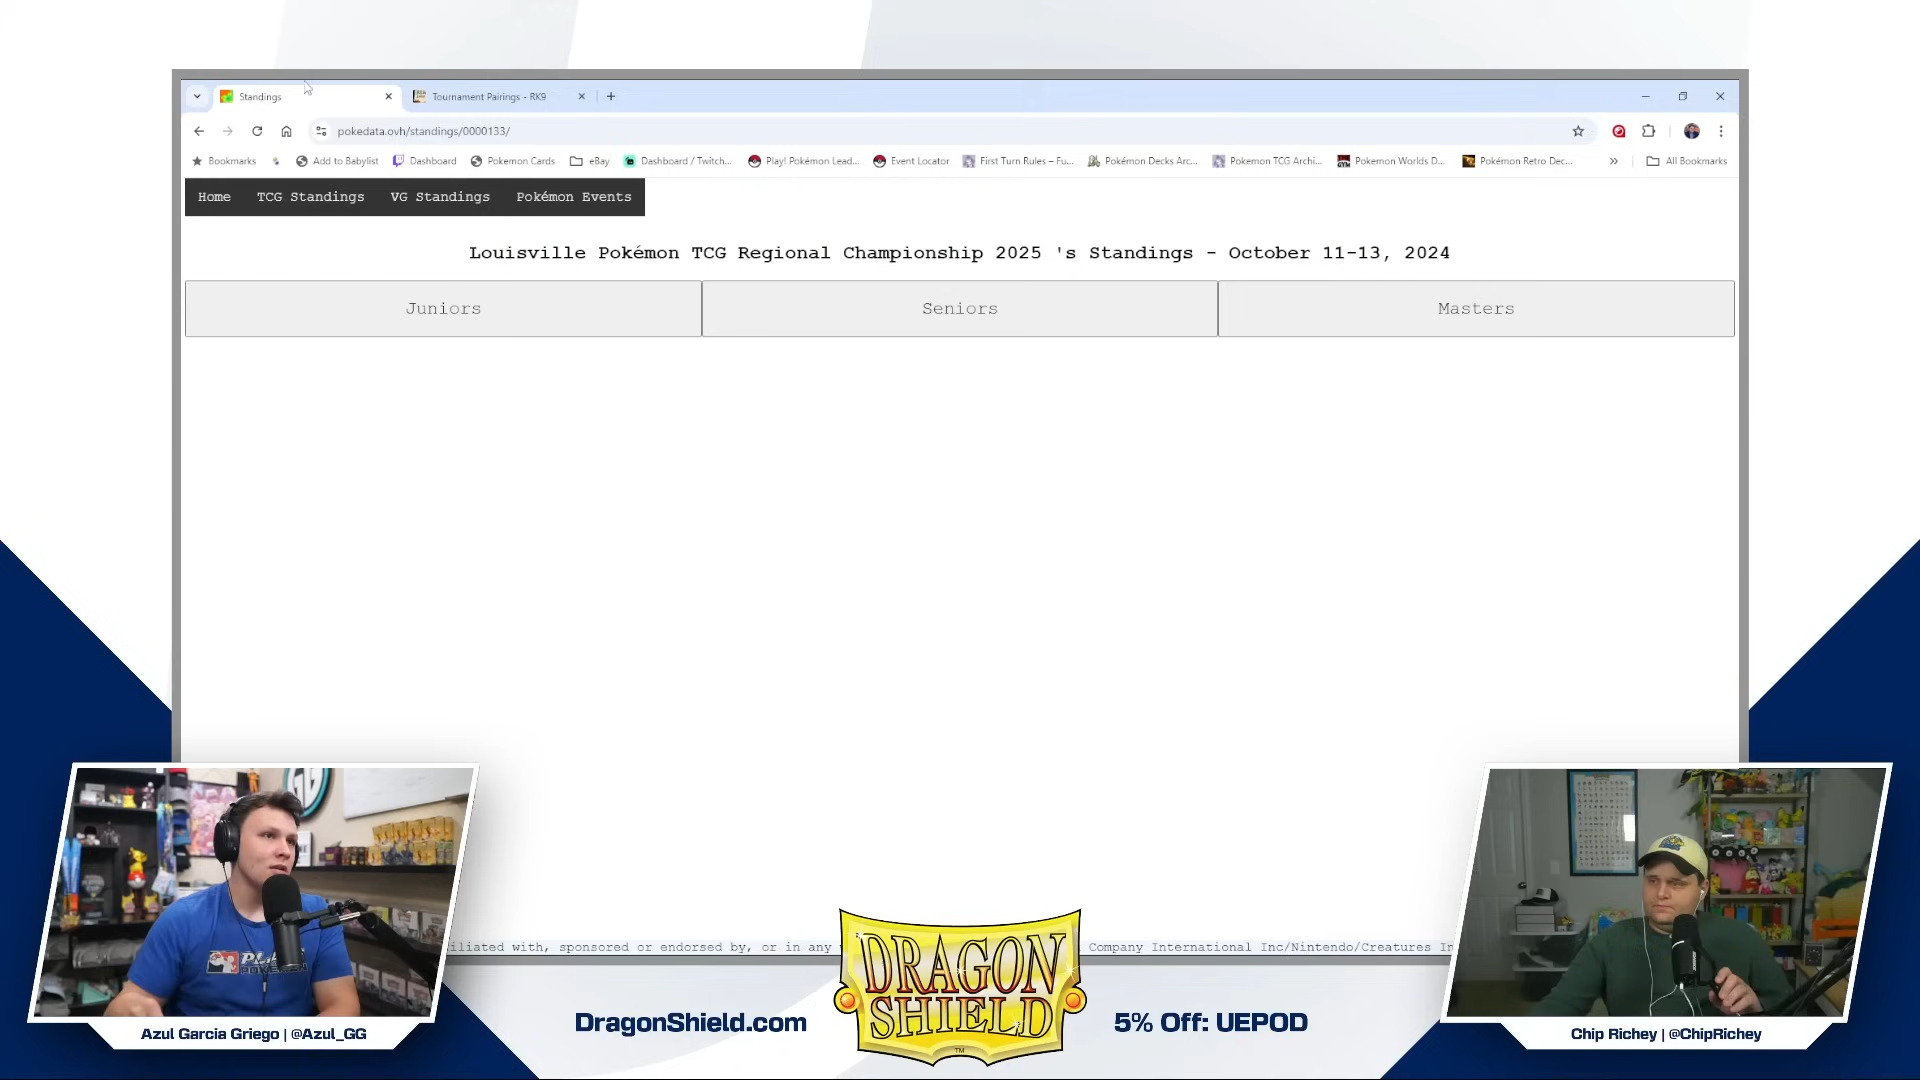 Standings
Tournament Pairings - RK9
pokedata.ovh/standings/0000133/
Bookmarks
Add to Babylist
Dashboard
Pokemon Cards
eBay
Dashboard / Twitch...
Play! Pokémon Lead...
Event Locator
First Turn Rules – Fu...
Pokémon Decks Arc...
Pokemon TCG Archi...
Pokemon Worlds D...
Pokémon Retro Dec...
All Bookmarks
Home TCG Standings VG Standings Pokémon Events
Louisville Pokémon TCG Regional Championship 2025 's Standings - October 11-13, 2024
Juniors Seniors Masters
with, sponsored or endorsed by, or in any
Company International Inc/Nintendo/Creatures
DRAGON
SHIELD
TM
DragonShield.com
5% Off: UEPOD
Azul Garcia Griego | @Azul_GG
Chip Richey | @ChipRichey